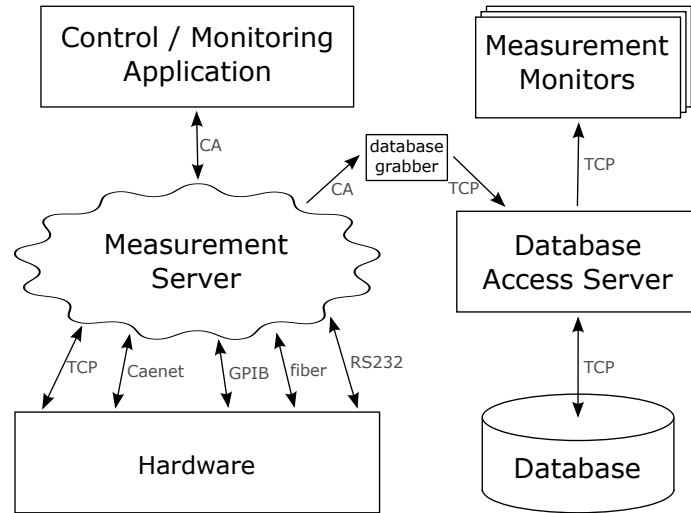 Control / Monitoring
Application
Measurement
Monitors
CA
database
grabber
CA
TCP
TCP
Measurement
Server
Database
Access Server
TCP
Caenet
GPIB
fiber
RS232
TCP
Hardware
Database